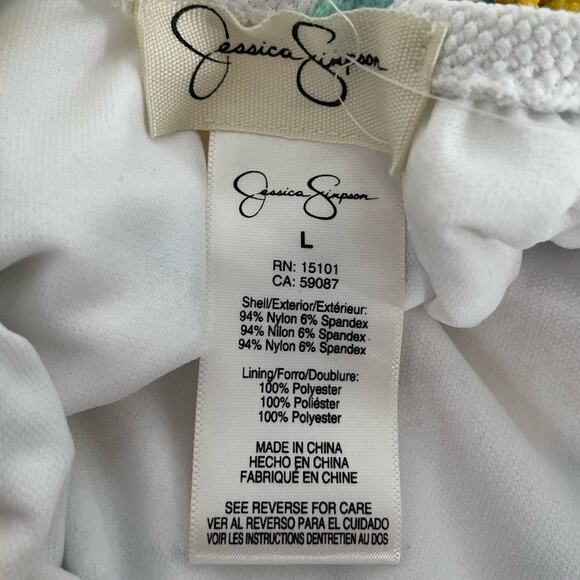 Jessica Simpson
Jessica Simpson
L
RN: 15101
CA: 59087
Shell/Exterior/Extérieur:
94% Nylon 6% Spandex
94% Nilon 6% Spandex
94% Nylon 6% Spandex
Lining/Forro/Doublure:
100% Polyester
100% Poliéster
100% Polyester
MADE IN CHINA
HECHO EN CHINA
FABRIQUÉ EN CHINE
SEE REVERSE FOR CARE
VER AL REVERSO PARA EL CUIDADO
VOIR LES INSTRUCTIONS DENTRETIEN AU DOS